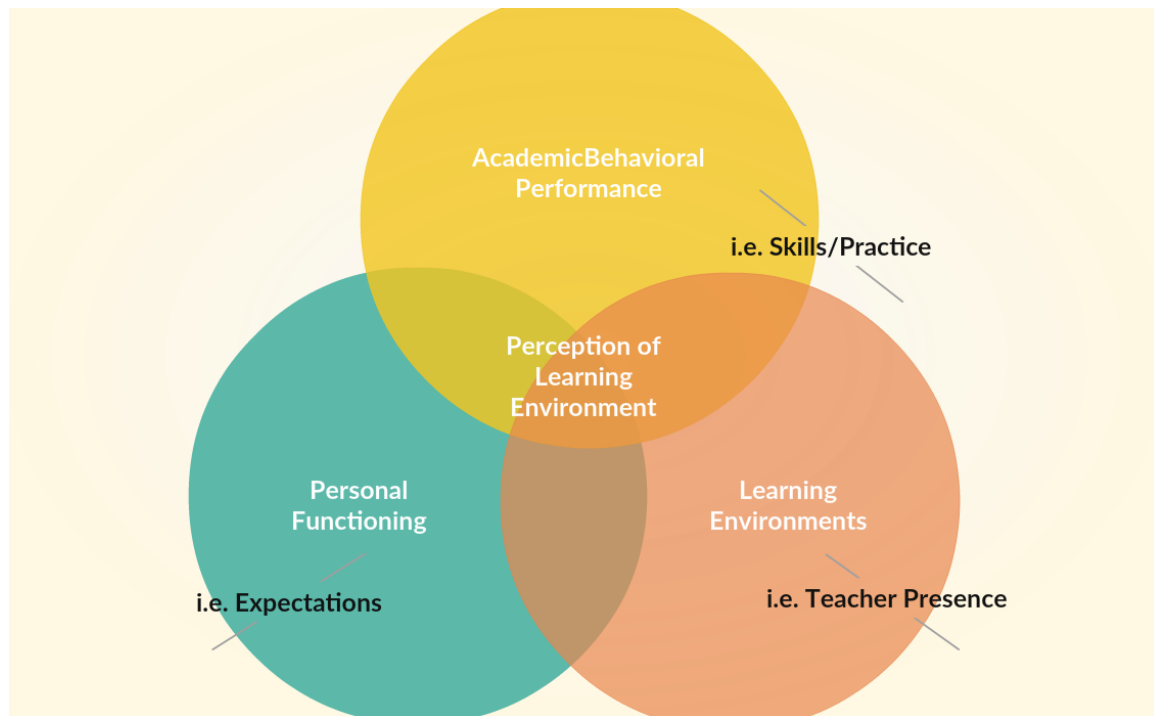 AcademicBehavioral
Performance
i.e. Skills/Practice
Perception of
Learning
Environment
Personal
Functioning
Learning
Environments
i.e. Expectations
i.e. Teacher Presence